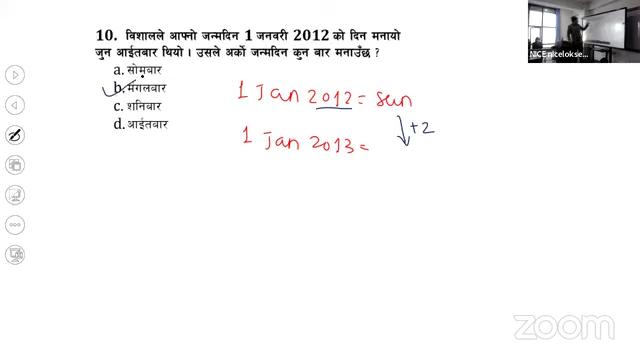 10. विशालले आफ्नो जन्मदिन 1 जनवरी 2012 को दिन मनायो
जुन आईतबार थियो । उसले अर्को जन्मदिन कुन बार मनाउँछ ?
a. सोमबार
b. मंगलबार
c. शनिबार
d. आईतबार
1 Jan 2012 = sun
+2
1 Jan 2013 =
zoom